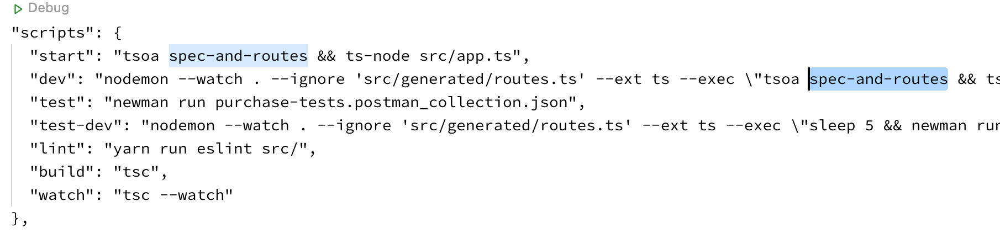 Debug
"scripts": {
"start": "tsoa spec-and-routes && ts-node src/app.ts",
"dev": "nodemon --watch . --ignore 'src/generated/routes.ts' --ext ts --exec \"tsoa spec-and-routes && ts
"test": "newman run purchase-tests.postman_collection.json",
"test-dev": "nodemon --watch . --ignore 'src/generated/routes.ts' --ext ts --exec \"sleep 5 && newman run
"lint": "yarn run eslint src/",
"build": "tsc",
"watch": "tsc --watch"
},